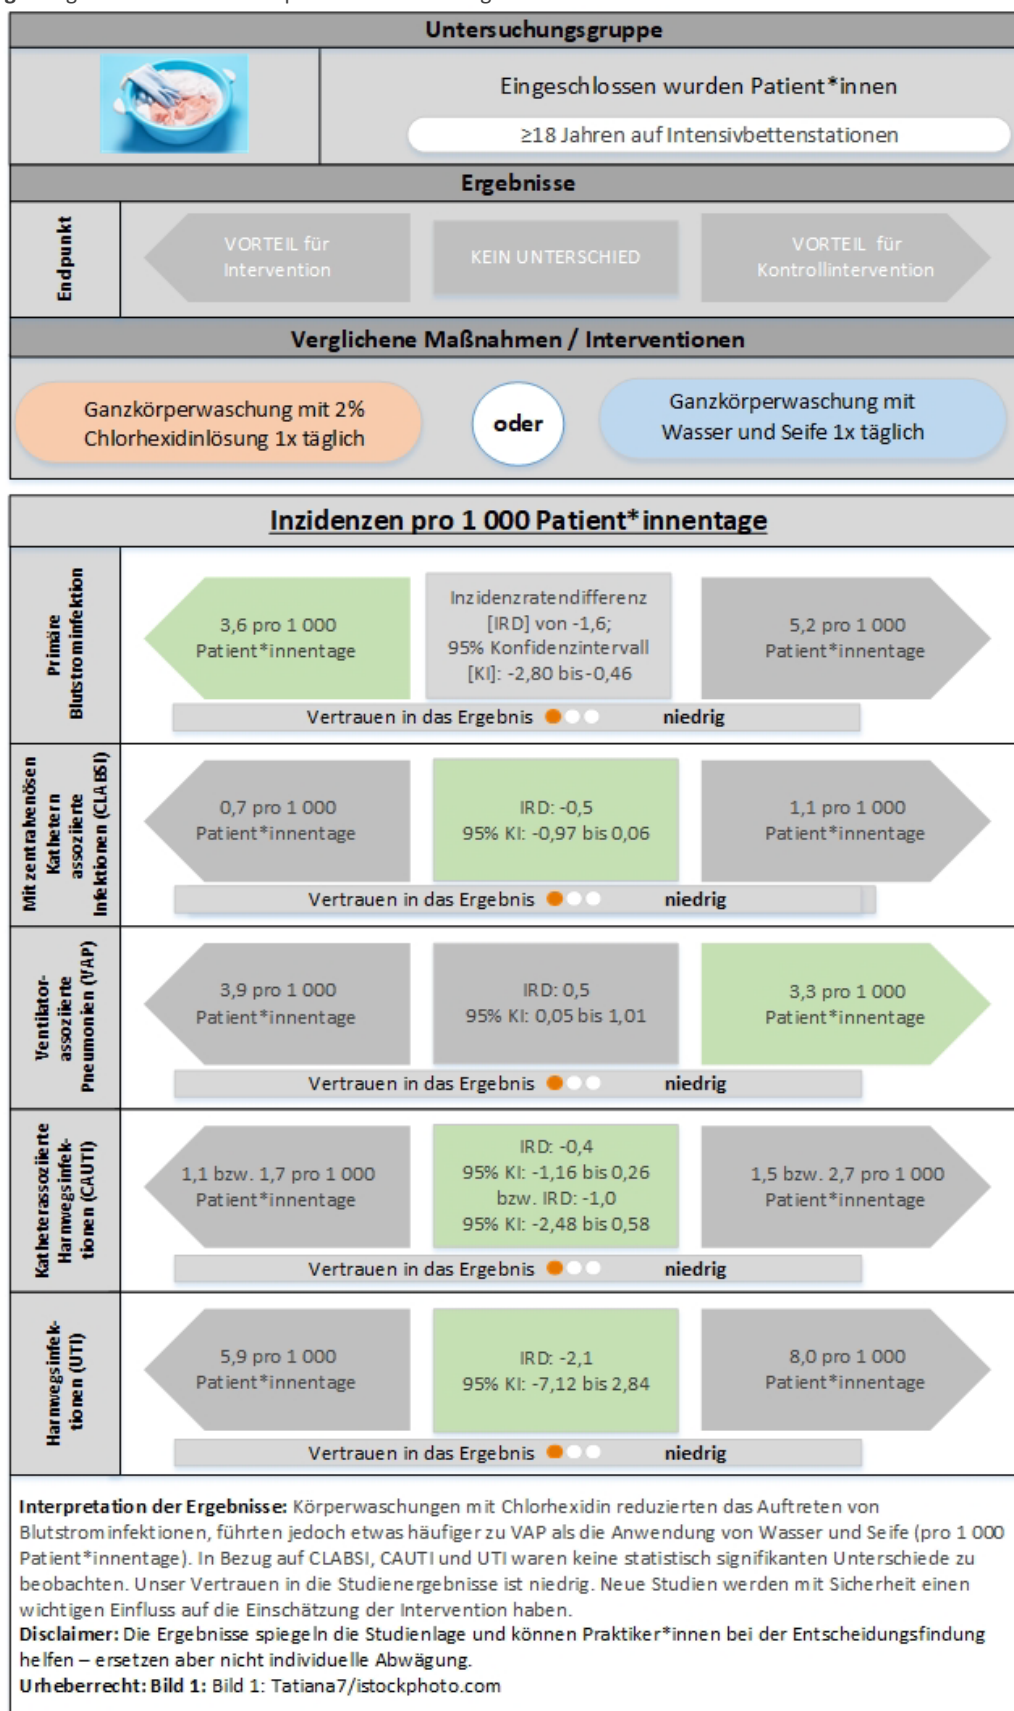 Untersuchungsgruppe
Eingeschlossen wurden Patient*innen
≥18 Jahren auf Intensivbettenstationen
Ergebnisse
Endpunkt
VORTEIL für
Intervention
KEIN UNTERSCHIED
VORTEIL für
Kontrollintervention
Verglichene Maßnahmen / Interventionen
Ganzkörperwaschung mit 2%
Chlorhexidinlösung 1x täglich
oder
Ganzkörperwaschung mit
Wasser und Seife 1x täglich
Inzidenzen pro 1 000 Patient*innentage
Primäre
Blutstrominfektion
3,6 pro 1 000
Patient*innentage
Inzidenzratendifferenz
[IRD] von -1,6;
95% Konfidenzintervall
[KI]: -2,80 bis -0,46
5,2 pro 1 000
Patient*innentage
Vertrauen in das Ergebnis niedrig
Mit zentralvenösen
Kathetern
assoziierte
Infektionen (CLABSI)
0,7 pro 1 000
Patient*innentage
IRD: -0,5
95% KI: -0,97 bis 0,06
1,1 pro 1 000
Patient*innentage
Vertrauen in das Ergebnis niedrig
Ventilator-
assoziierte
Pneumonien (VAP)
3,9 pro 1 000
Patient*innentage
IRD: 0,5
95% KI: 0,05 bis 1,01
3,3 pro 1 000
Patient*innentage
Vertrauen in das Ergebnis niedrig
Katheterassoziierte
Harnwegsinfek-
tionen (CAUTI)
1,1 bzw. 1,7 pro 1 000
Patient*innentage
IRD: -0,4
95% KI: -1,16 bis 0,26
bzw. IRD: -1,0
95% KI: -2,48 bis 0,58
1,5 bzw. 2,7 pro 1 000
Patient*innentage
Vertrauen in das Ergebnis niedrig
Harnwegsinfek-
tionen (UTI)
5,9 pro 1 000
Patient*innentage
IRD: -2,1
95% KI: -7,12 bis 2,84
8,0 pro 1 000
Patient*innentage
Vertrauen in das Ergebnis niedrig
Interpretation der Ergebnisse: Körperwaschungen mit Chlorhexidin reduzierten das Auftreten von
Blutstrominfektionen, führten jedoch etwas häufiger zu VAP als die Anwendung von Wasser und Seife (pro 1 000
Patient*innentage). In Bezug auf CLABSI, CAUTI und UTI waren keine statistisch signifikanten Unterschiede zu
beobachten. Unser Vertrauen in die Studienergebnisse ist niedrig. Neue Studien werden mit Sicherheit einen
wichtigen Einfluss auf die Einschätzung der Intervention haben.
Disclaimer: Die Ergebnisse spiegeln die Studienlage und können Praktiker*innen bei der Entscheidungsfindung
helfen – ersetzen aber nicht individuelle Abwägung.
Urheberrecht: Bild 1: Bild 1: Tatiana7/istockphoto.com